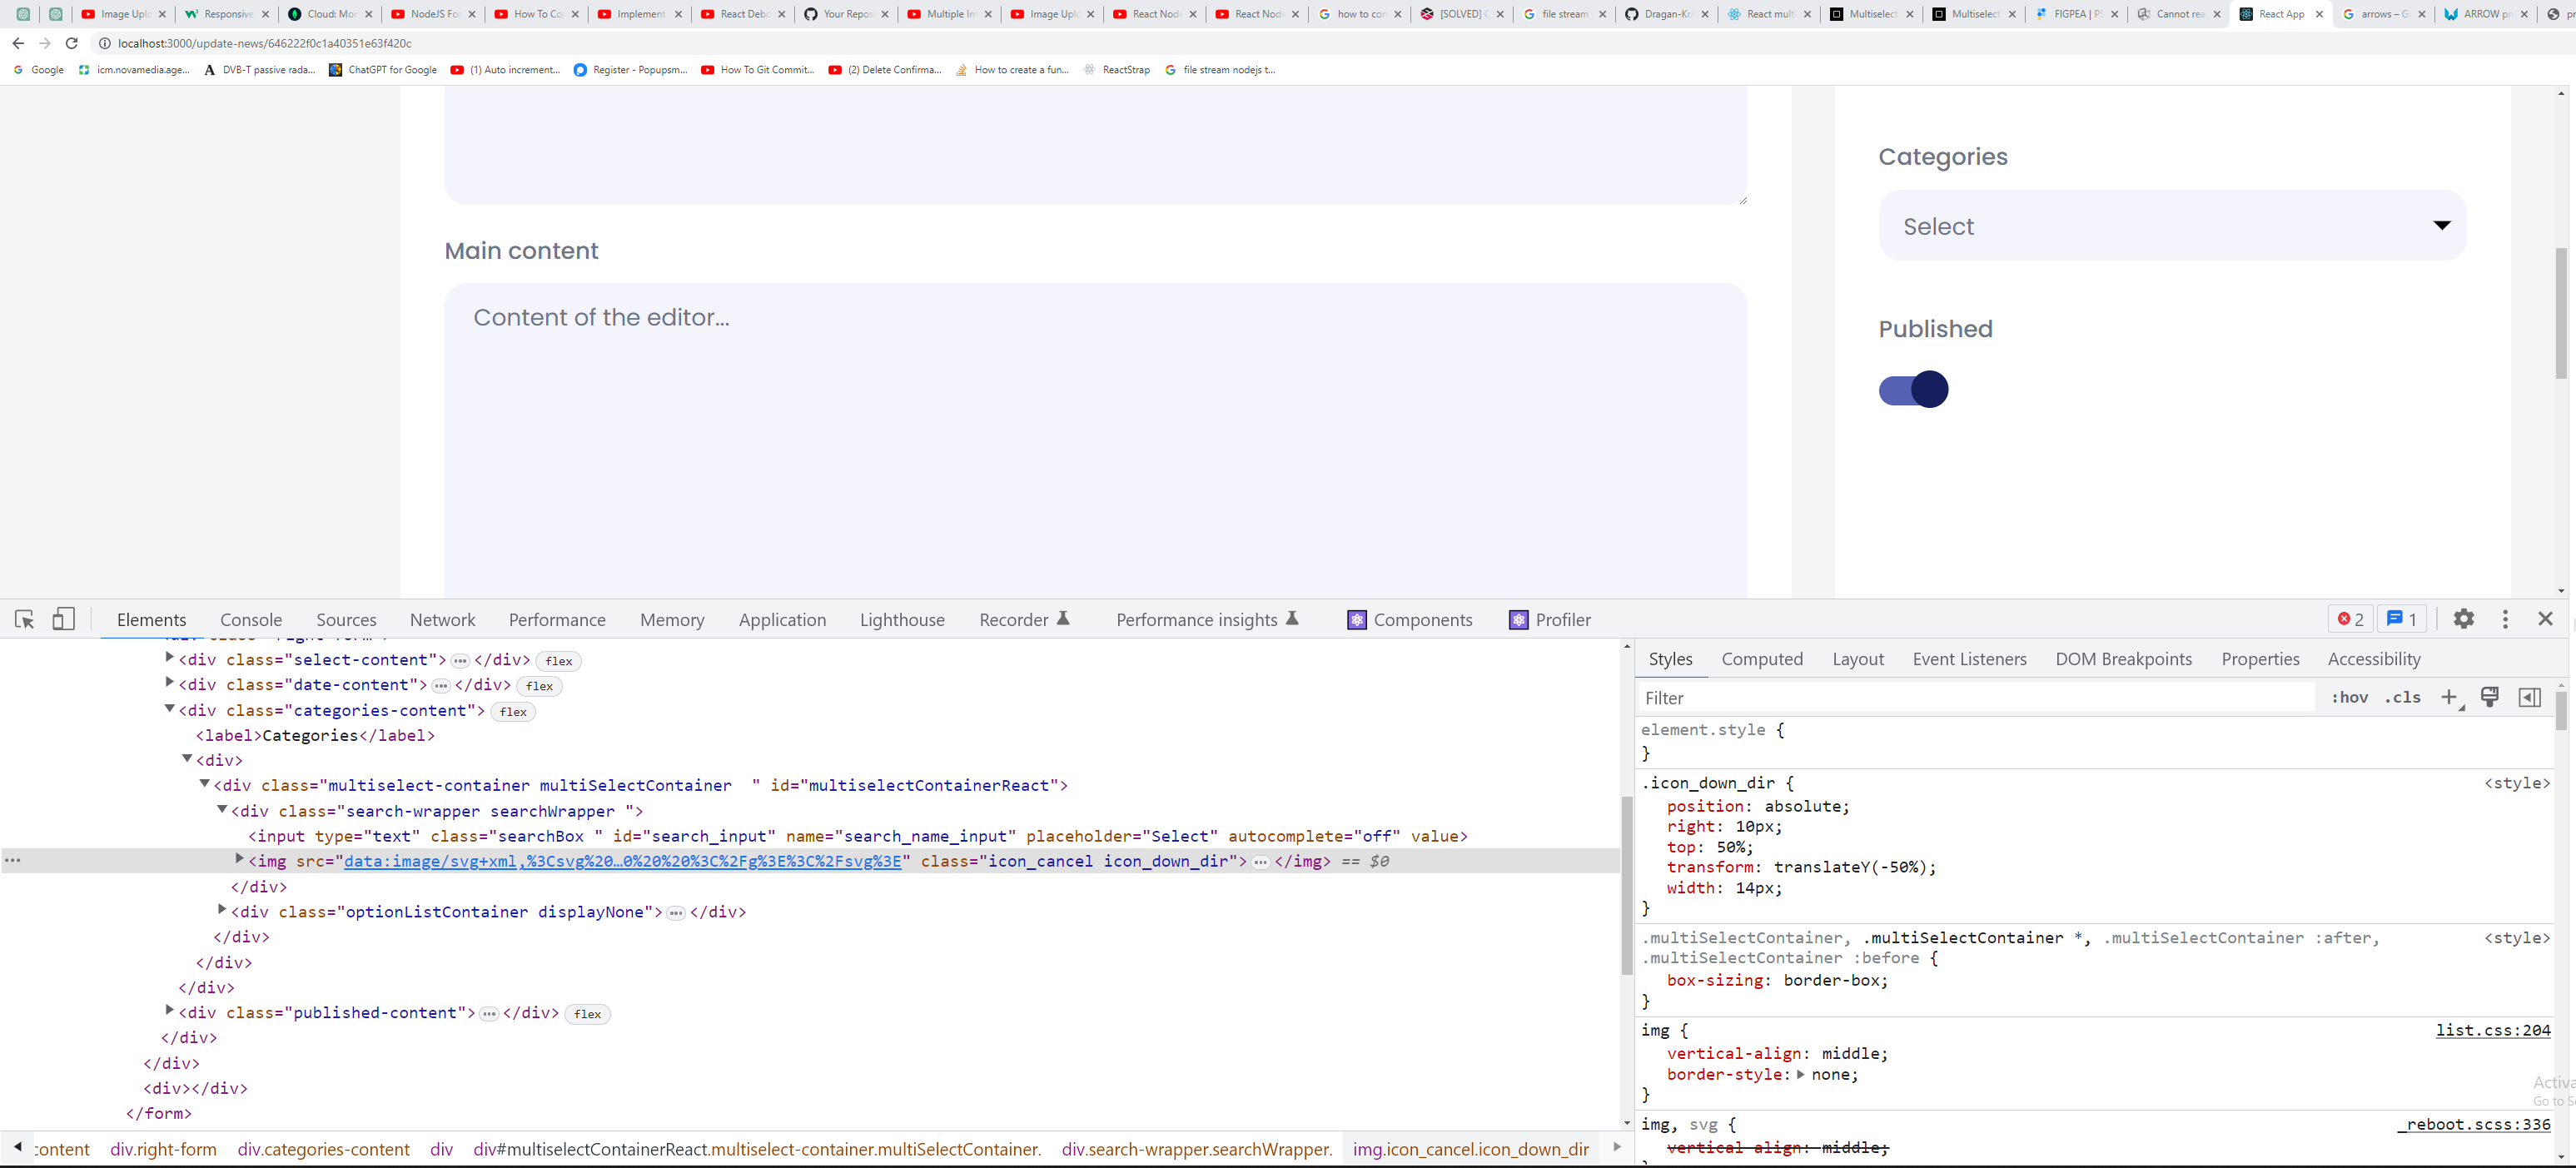 Image Uplo
Responsive
Cloud: Mon
NodeJS For
How To Co
Implement
React Debo
Your Repos
Multiple Im
Image Uplo
React Node
React Node
how to con
[SOLVED] C
file stream
Dragan-Kra
React multi
Multiselect
Multiselect
FIGPEA | PS
Cannot rea
React App
arrows – G
ARROW pn
pr
localhost:3000/update-news/646222f0c1a40351e63f420c
Google
icm.novamedia.age...
DVB-T passive rada...
ChatGPT for Google
(1) Auto increment...
Register - Popupsm...
How To Git Commit...
(2) Delete Confirma...
How to create a fun...
ReactStrap
file stream nodejs t...
Categories
Select
Main content
Content of the editor...
Published
Elements
Console
Sources
Network
Performance
Memory
Application
Lighthouse
Recorder
Performance insights
Components
Profiler
2
1
<div class="select-content">…</div> flex
<div class="date-content">…</div> flex
<div class="categories-content"> flex
<label>Categories</label>
<div>
<div class="multiselect-container multiSelectContainer  " id="multiselectContainerReact">
<div class="search-wrapper searchWrapper ">
<input type="text" class="searchBox " id="search_input" name="search_name_input" placeholder="Select" autocomplete="off" value>
<img src="data:image/svg+xml,%3Csvg%20…0%20%20%3C%2Fg%3E%3C%2Fsvg%3E" class="icon_cancel icon_down_dir">…</img> == $0
</div>
<div class="optionListContainer displayNone">…</div>
</div>
</div>
</div>
<div class="published-content">…</div> flex
</div>
</div>
<div></div>
</form>
content
div.right-form
div.categories-content
div
div#multiselectContainerReact.multiselect-container.multiSelectContainer.
div.search-wrapper.searchWrapper.
img.icon_cancel.icon_down_dir
Styles
Computed
Layout
Event Listeners
DOM Breakpoints
Properties
Accessibility
Filter
:hov
.cls
element.style {
}
.icon_down_dir {
<style>
position: absolute;
right: 10px;
top: 50%;
transform: translateY(-50%);
width: 14px;
}
.multiSelectContainer, .multiSelectContainer *, .multiSelectContainer :after,
<style>
.multiSelectContainer :before {
box-sizing: border-box;
}
img {
list.css:204
vertical-align: middle;
border-style: none;
}
img, svg {
_reboot.scss:336
vertical-align: middle;
Activa
Go to S